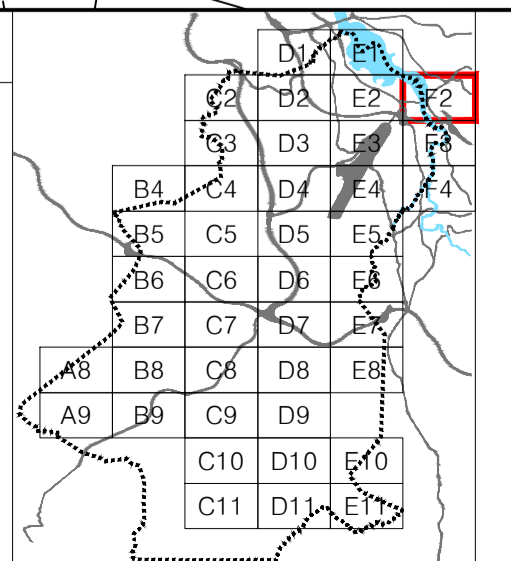 D1 E1
C2 D2 E2 F2
C3 D3 E3 F3
B4 C4 D4 E4 F4
B5 C5 D5 E5
B6 C6 D6 E6
B7 C7 D7 E7
A8 B8 C8 D8 E8
A9 B9 C9 D9
C10 D10 E10
C11 D11 E11